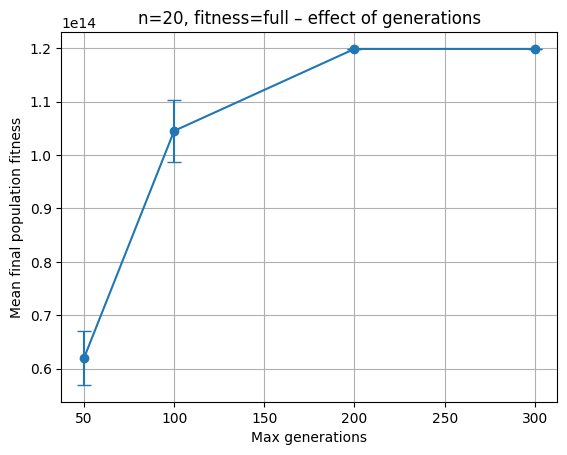 n=20, fitness=full – effect of generations
1e14
1.2
1.1
1.0
0.9
0.8
0.7
0.6
Mean final population fitness
50 100 150 200 250 300
Max generations